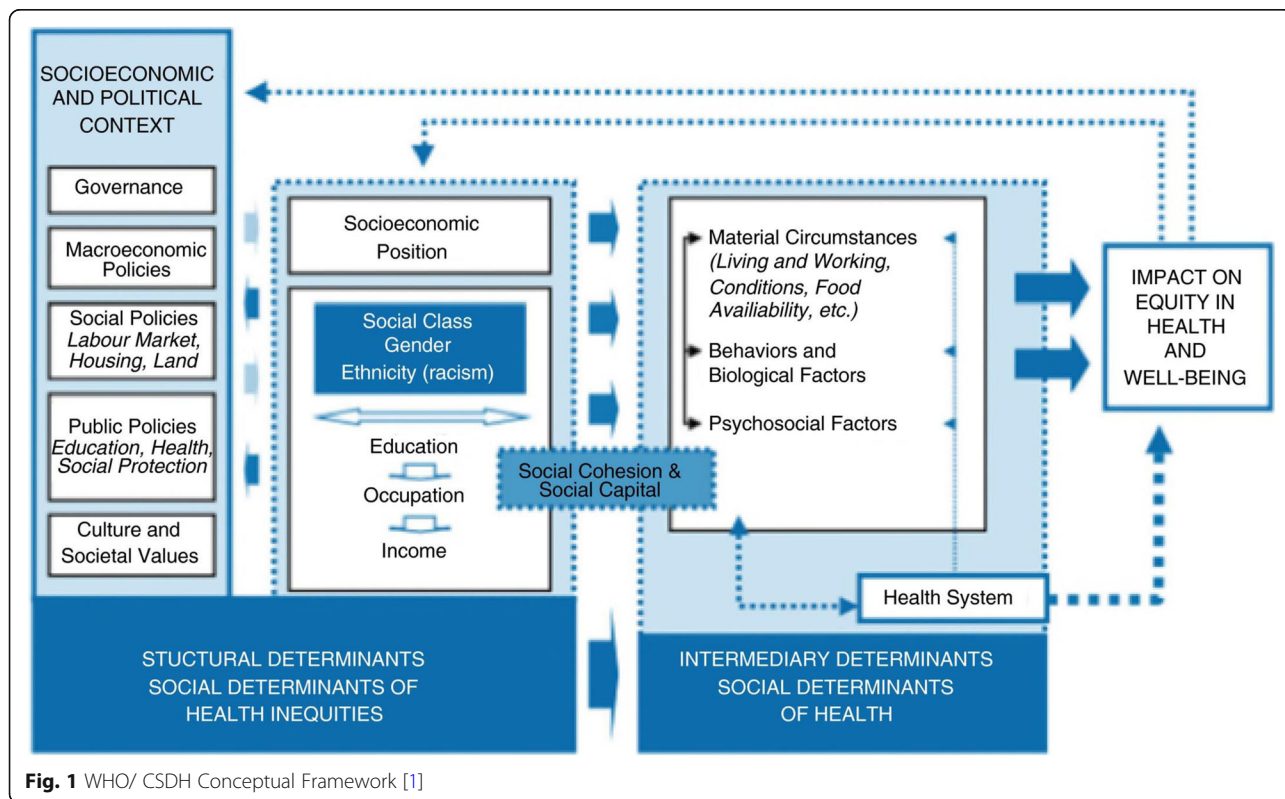 SOCIOECONOMIC
AND POLITICAL
CONTEXT
Governance
Macroeconomic
Policies
Social Policies
Labour Market,
Housing, Land
Public Policies
Education, Health,
Social Protection
Culture and
Societal Values
Socioeconomic
Position
Social Class
Gender
Ethnicity (racism)
Education
Occupation
Income
Social Cohesion &
Social Capital
Material Circumstances
(Living and Working,
Conditions, Food
Availiability, etc.)
Behaviors and
Biological Factors
Psychosocial Factors
Health System
IMPACT ON
EQUITY IN
HEALTH
AND
WELL-BEING
STUCTURAL DETERMINANTS
SOCIAL DETERMINANTS OF
HEALTH INEQUITIES
INTERMEDIARY DETERMINANTS
SOCIAL DETERMINANTS
OF HEALTH
Fig. 1 WHO/ CSDH Conceptual Framework [1]